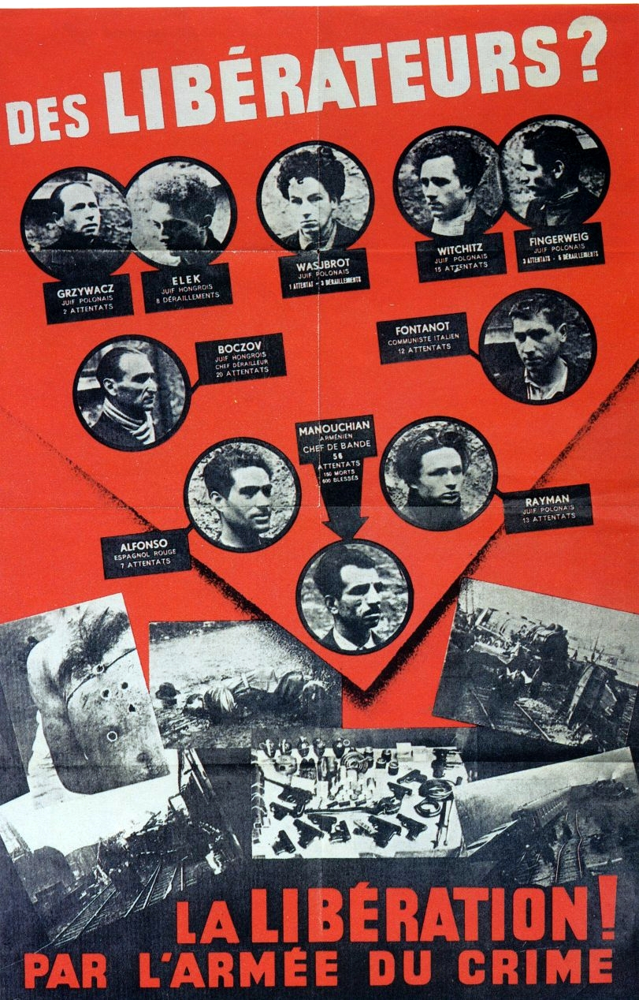 DES LIBÉRATEURS?
GRZYWACZ
JUIF POLONAIS
2 ATTENTATS
ELEK
JUIF HONGROIS
8 DÉRAILLEMENTS
WASJBROT
JUIF POLONAIS
1 ATTENTAT - 3 DÉRAILLEMENTS
WITCHITZ
JUIF POLONAIS
15 ATTENTATS
FINGERWEIG
JUIF POLONAIS
3 ATTENTATS - 5 DÉRAILLEMENTS
BOCZOV
JUIF HONGROIS
CHEF DÉRAILLEUR
20 ATTENTATS
FONTANOT
COMMUNISTE ITALIEN
12 ATTENTATS
MANOUCHIAN
ARMÉNIEN
CHEF DE BANDE
56
ATTENTATS
150 MORTS
600 BLESSÉS
RAYMAN
JUIF POLONAIS
13 ATTENTATS
ALFONSO
ESPAGNOL ROUGE
7 ATTENTATS
LA LIBÉRATION!
PAR L'ARMÉE DU CRIME